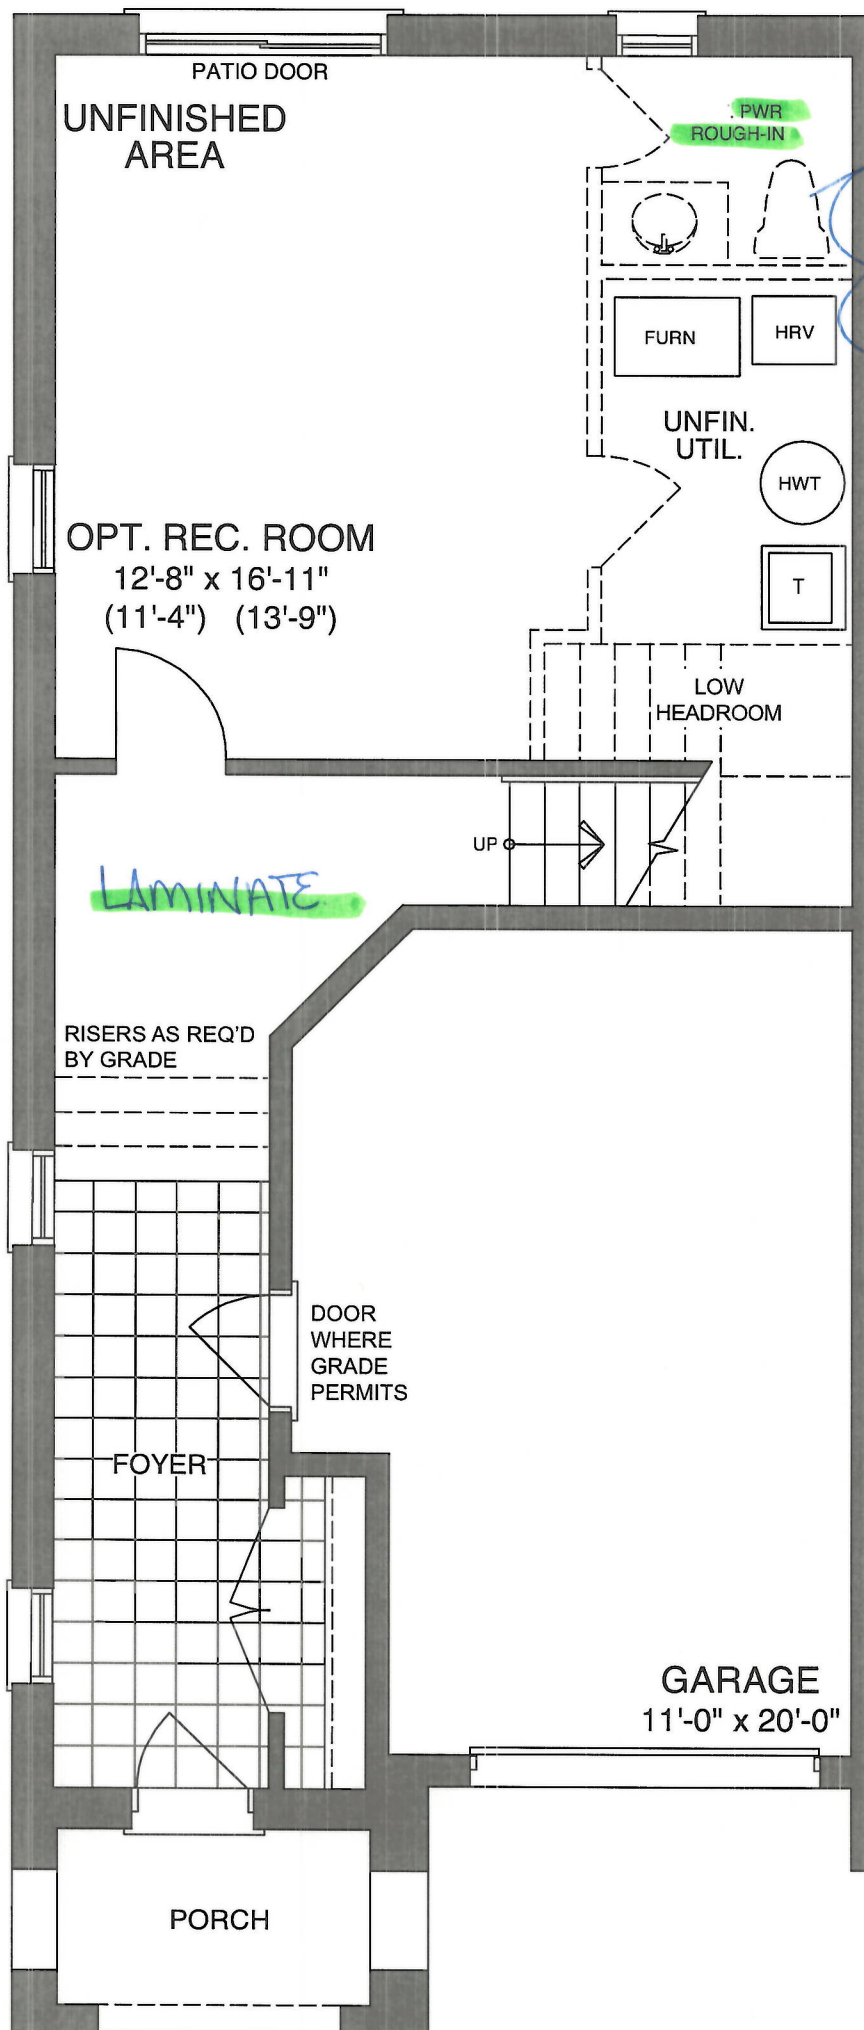 PATIO DOOR
UNFINISHED
AREA
PWR
ROUGH-IN
FURN
HRV
UNFIN.
UTIL.
HWT
OPT. REC. ROOM
12'-8" x 16'-11"
(11'-4") (13'-9")
T
LOW
HEADROOM
UP
LAMINATE
RISERS AS REQ'D
BY GRADE
DOOR
WHERE
GRADE
PERMITS
FOYER
GARAGE
11'-0" x 20'-0"
PORCH